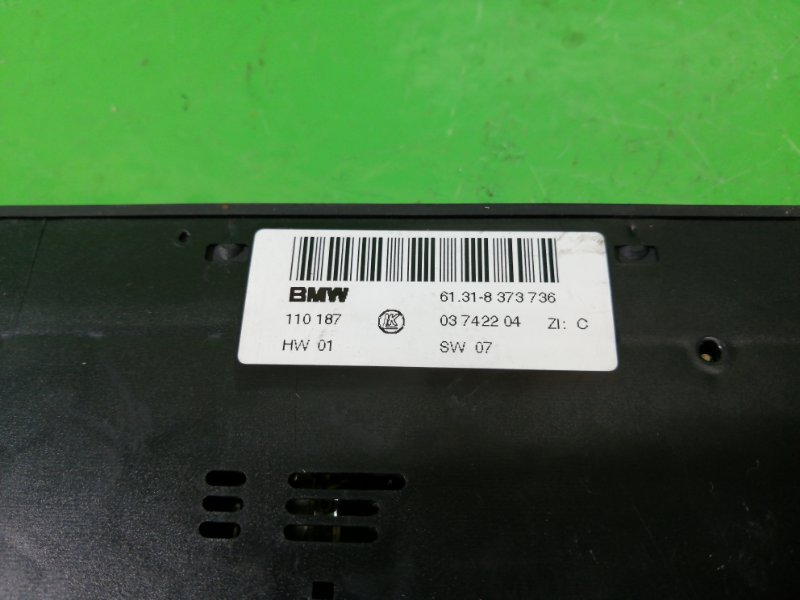 BMW 61.31-8 373 736
110 187 K 03 7422 04 ZI: C
HW 01 SW 07